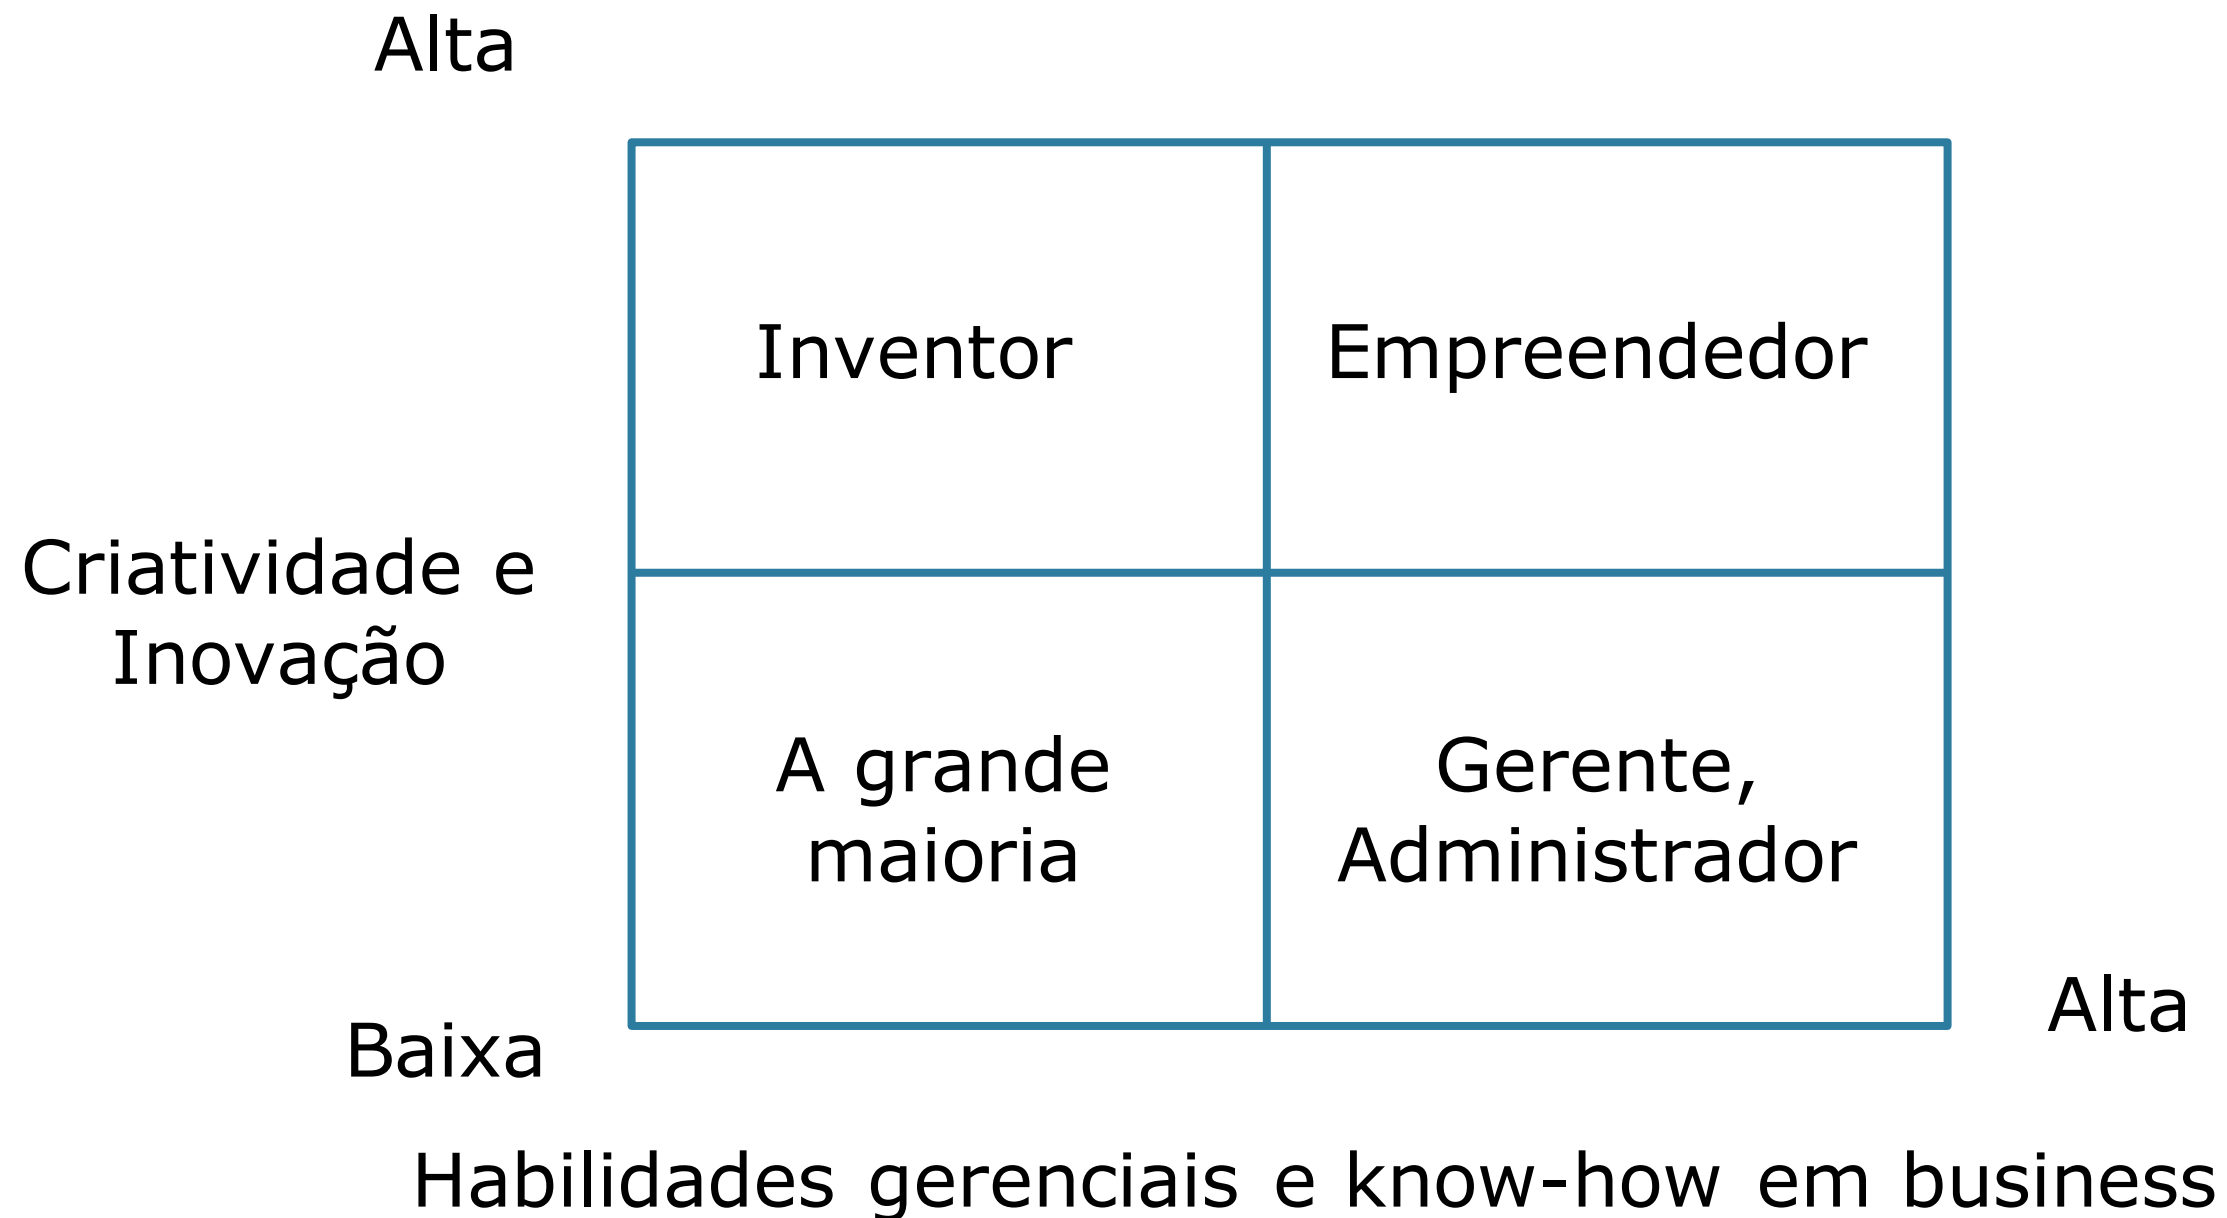 Alta
Inventor
Empreendedor
Criatividade e
Inovação
A grande
maioria
Gerente,
Administrador
Baixa
Alta
Habilidades gerenciais e know-how em business